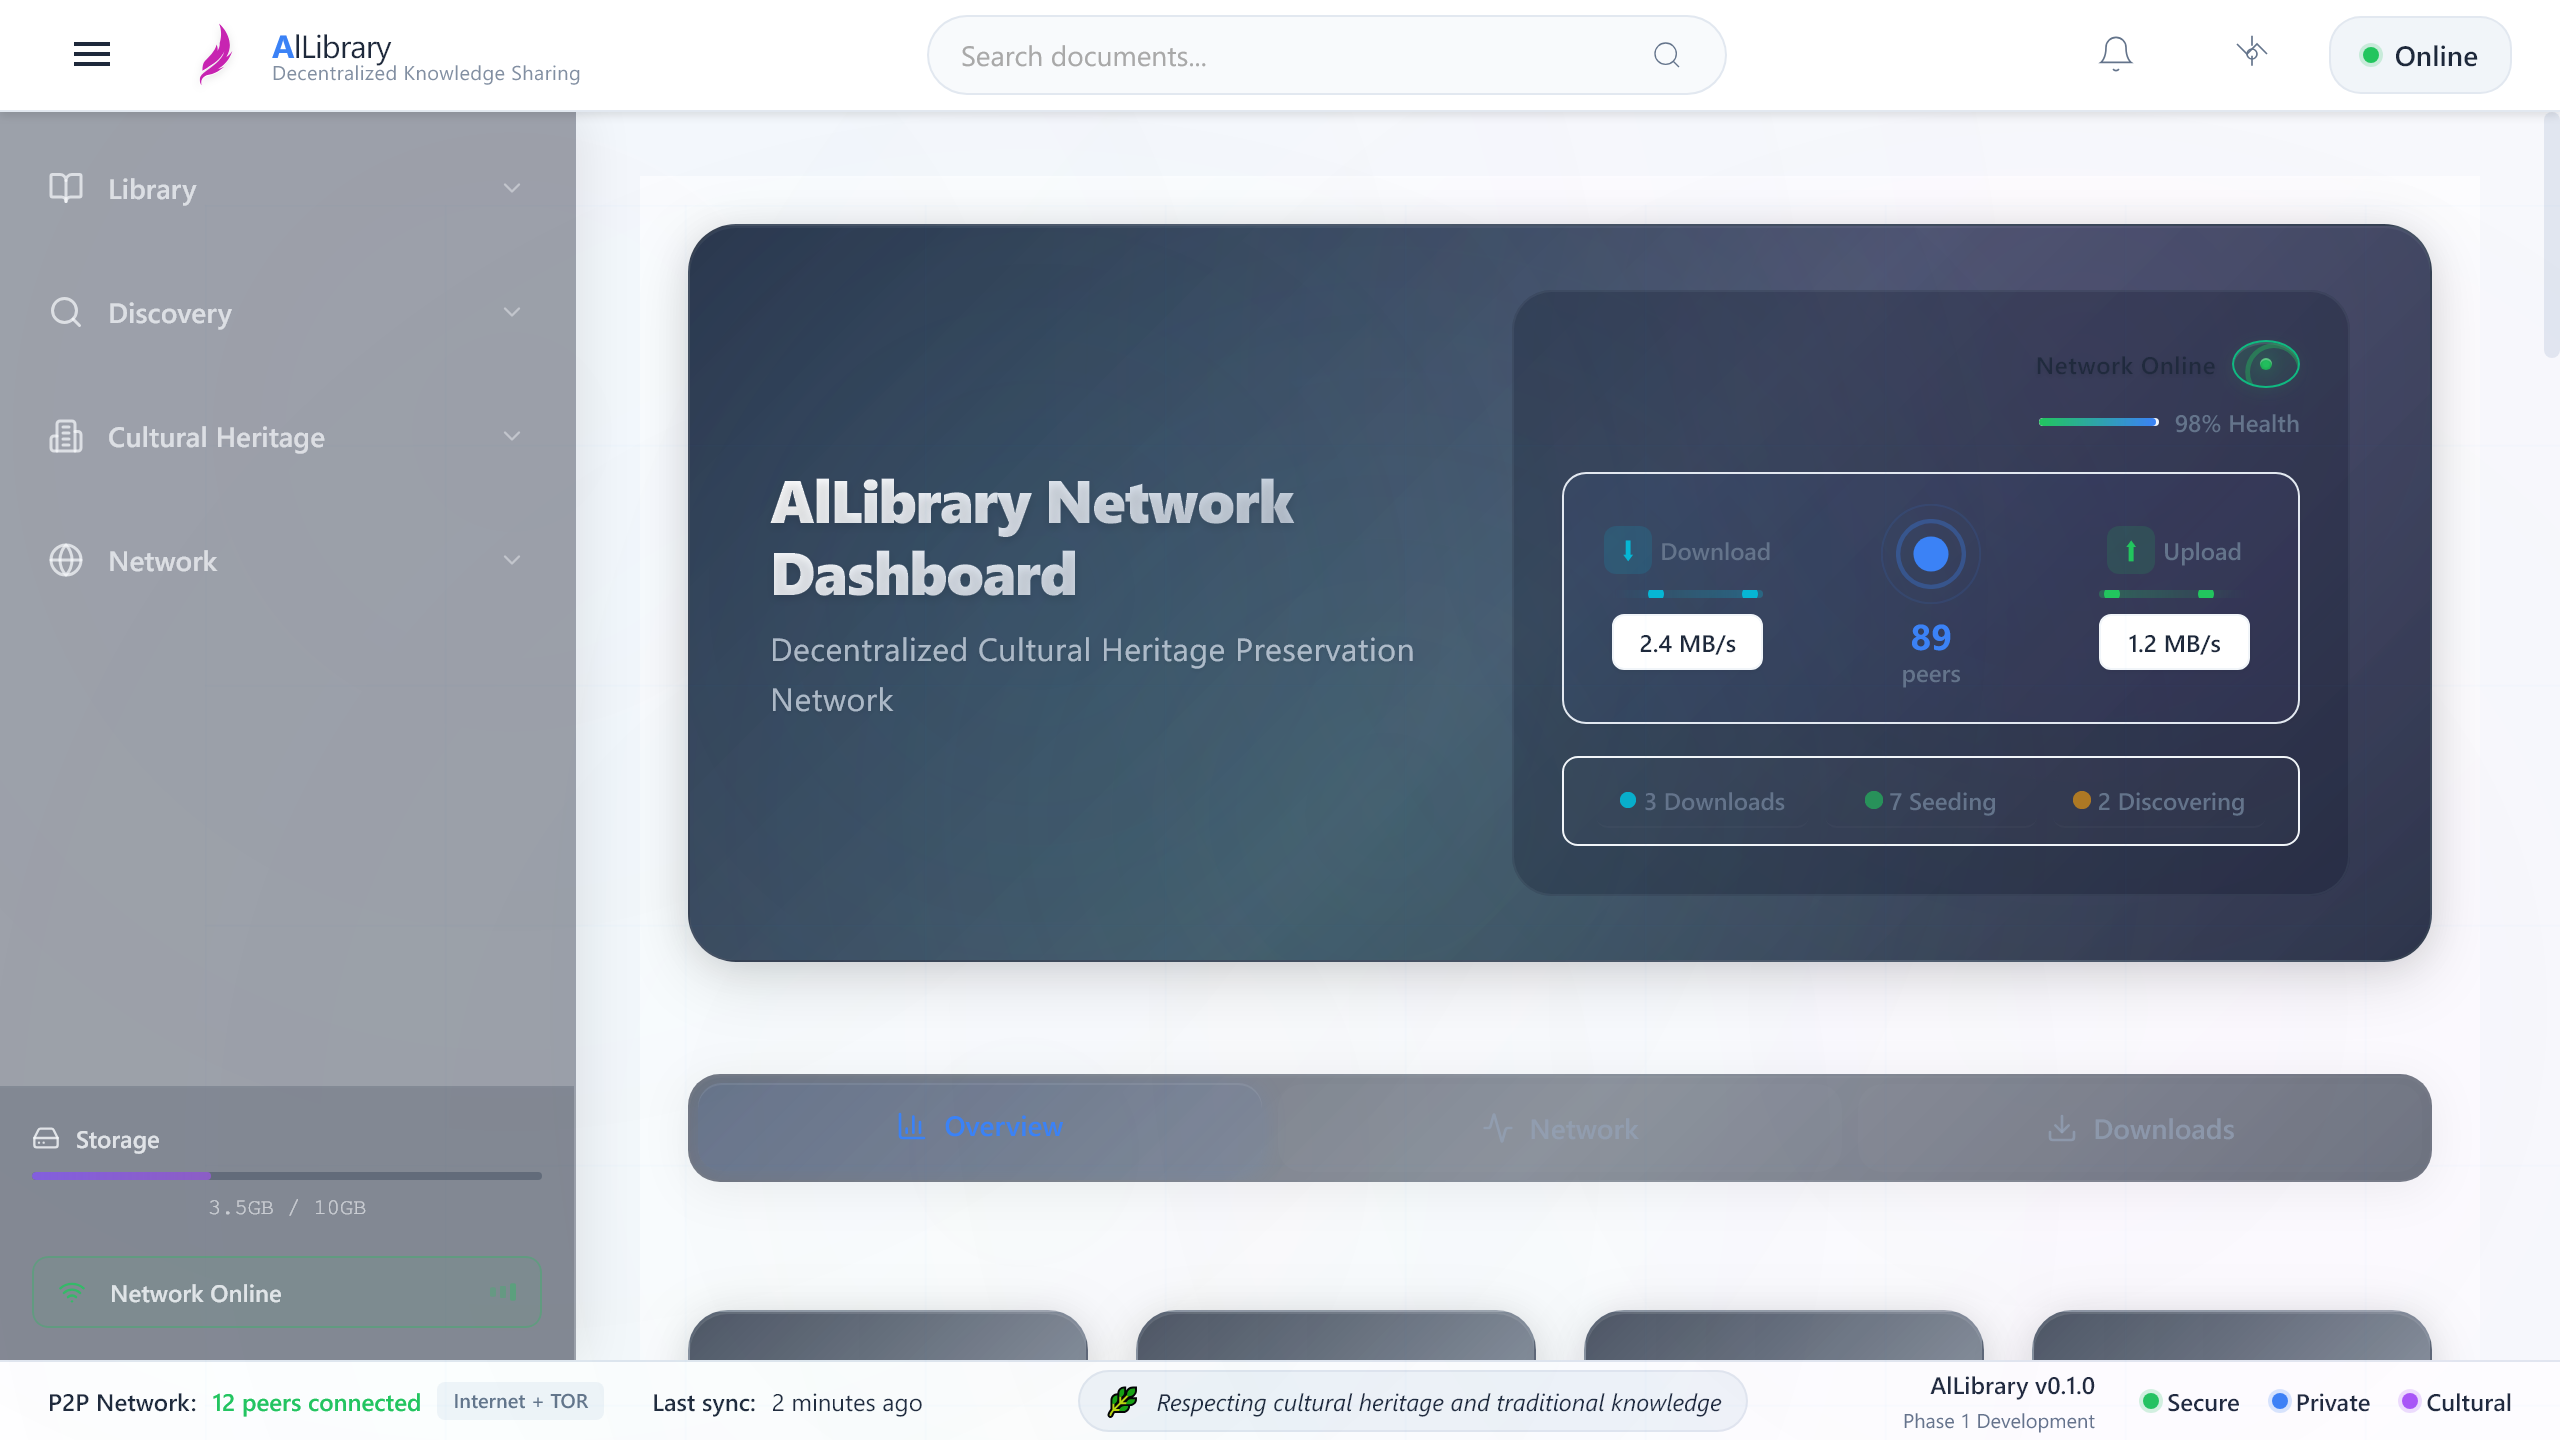 AlLibrary
Decentralized Knowledge Sharing
Search documents...
Online
Library
Discovery
Cultural Heritage
Network
Storage
3.5GB / 10GB
Network Online
AlLibrary Network
Dashboard
Decentralized Cultural Heritage Preservation
Network
Network Online
98% Health
Download
2.4 MB/s
89
peers
Upload
1.2 MB/s
3 Downloads
7 Seeding
2 Discovering
Overview
Network
Downloads
P2P Network: 12 peers connected Internet + TOR
Last sync: 2 minutes ago
Respecting cultural heritage and traditional knowledge
AlLibrary v0.1.0
Phase 1 Development
Secure
Private
Cultural